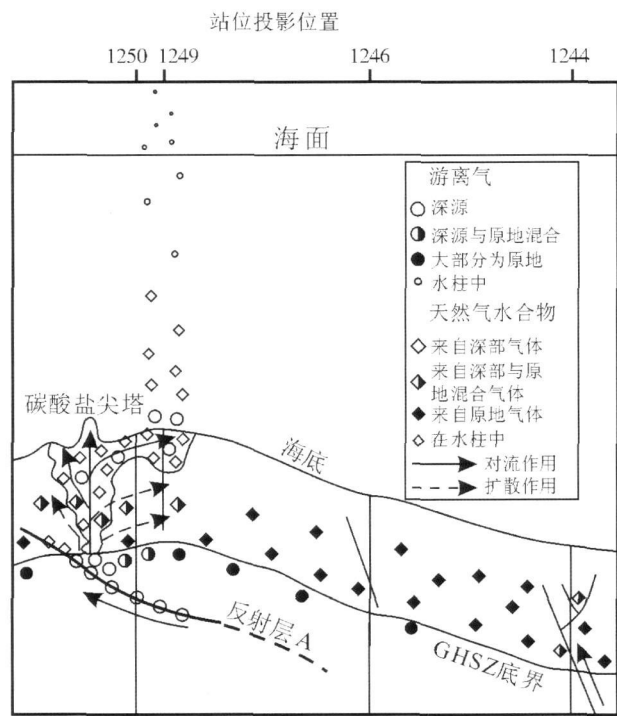 站位投影位置
1250 1249 1246 1244
海面
游离气
深源
深源与原地混合
大部分为原地
水柱中
天然气水合物
来自深部气体
来自深部与原
地混合气体
来自原地气体
在水柱中
对流作用
扩散作用
碳酸盐尖塔
海底
反射层A
GHSZ底界